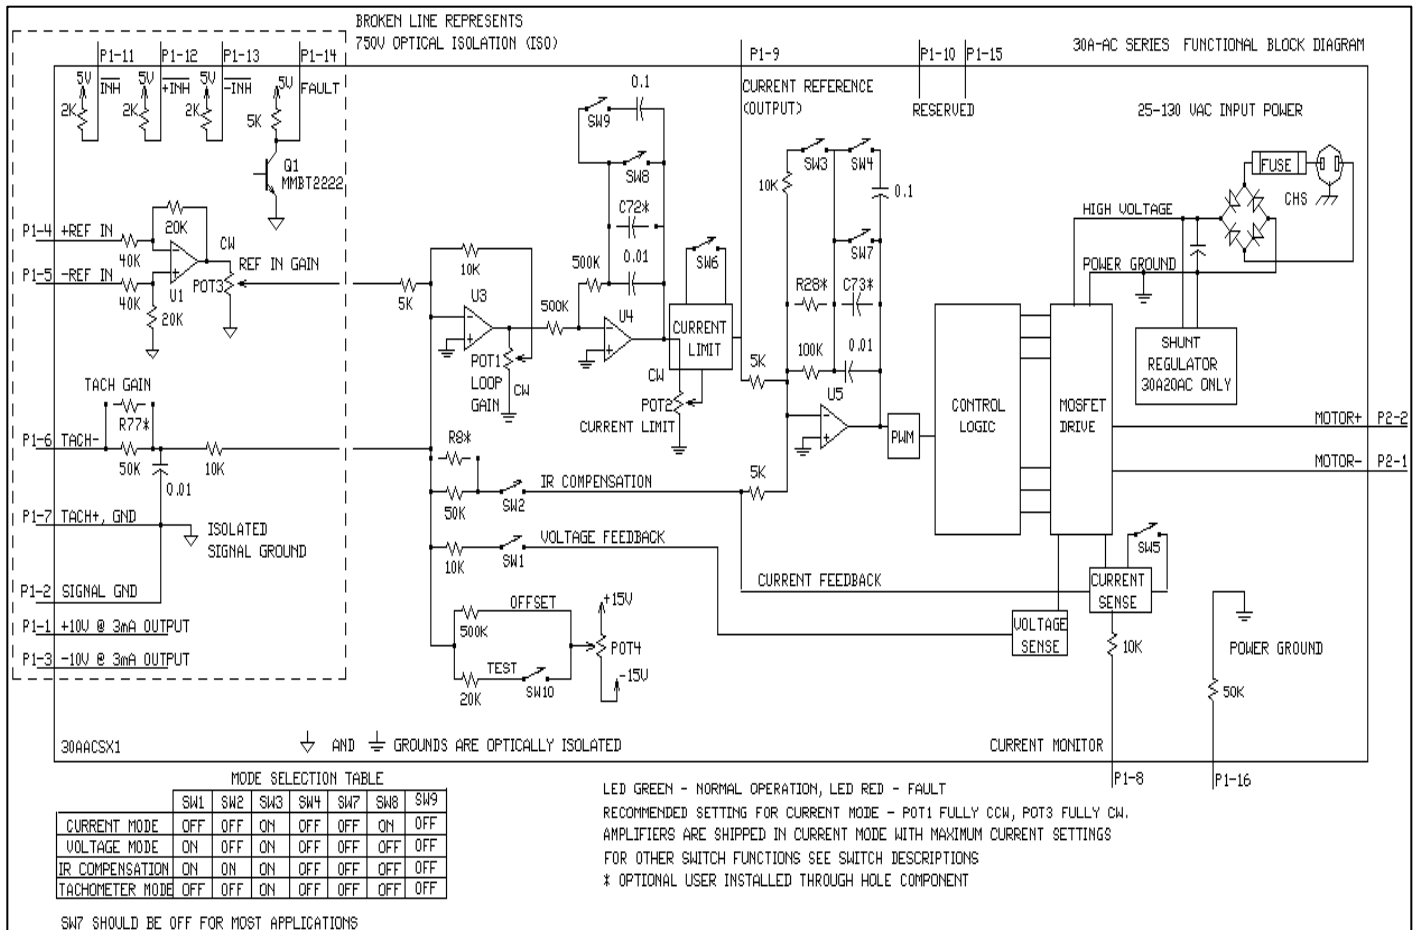 BROKEN LINE REPRESENTS
750V OPTICAL ISOLATION (ISO)
30A-AC SERIES FUNCTIONAL BLOCK DIAGRAM
P1-11
P1-12
P1-13
P1-14
P1-9
P1-10
P1-15
5V
INH
5V
+INH
5V
-INH
5V
FAULT
2K
2K
2K
5K
Q1
MMBT2222
0.1
SW9
SW8
C72*
0.01
500K
CURRENT REFERENCE
(OUTPUT)
RESERVED
25-130 VAC INPUT POWER
SW3
SW4
10K
0.1
SW7
FUSE
CHS
HIGH VOLTAGE
POWER GROUND
P1-4 +REF IN
40K
20K
CW
REF IN GAIN
P1-5 -REF IN
40K
U1
POT3
20K
5K
10K
U3
500K
U4
SW6
CURRENT
LIMIT
POT1
LOOP
GAIN
CW
CW
POT2
CURRENT LIMIT
R28*
C73*
100K
0.01
5K
U5
PWM
CONTROL
LOGIC
MOSFET
DRIVE
SHUNT
REGULATOR
30A20AC ONLY
MOTOR+ P2-2
MOTOR- P2-1
TACH GAIN
R77*
P1-6 TACH-
50K
10K
0.01
R8*
50K
SW2
IR COMPENSATION
5K
P1-7 TACH+, GND
ISOLATED
SIGNAL GROUND
10K
SW1
VOLTAGE FEEDBACK
CURRENT FEEDBACK
SW5
CURRENT
SENSE
P1-2 SIGNAL GND
P1-1 +10V @ 3mA OUTPUT
P1-3 -10V @ 3mA OUTPUT
OFFSET
500K
+15V
POT4
TEST
20K
SW10
-15V
VOLTAGE
SENSE
10K
POWER GROUND
50K
30AACSX1
AND
GROUNDS ARE OPTICALLY ISOLATED
CURRENT MONITOR
P1-8
P1-16
MODE SELECTION TABLE
SW1 SW2 SW3 SW4 SW7 SW8 SW9
CURRENT MODE OFF OFF ON OFF OFF ON OFF
VOLTAGE MODE ON OFF ON OFF OFF OFF OFF
IR COMPENSATION ON ON ON OFF OFF OFF OFF
TACHOMETER MODE OFF OFF ON OFF OFF OFF OFF
SW7 SHOULD BE OFF FOR MOST APPLICATIONS
LED GREEN - NORMAL OPERATION, LED RED - FAULT
RECOMMENDED SETTING FOR CURRENT MODE - POT1 FULLY CCW, POT3 FULLY CW.
AMPLIFIERS ARE SHIPPED IN CURRENT MODE WITH MAXIMUM CURRENT SETTINGS
FOR OTHER SWITCH FUNCTIONS SEE SWITCH DESCRIPTIONS
* OPTIONAL USER INSTALLED THROUGH HOLE COMPONENT